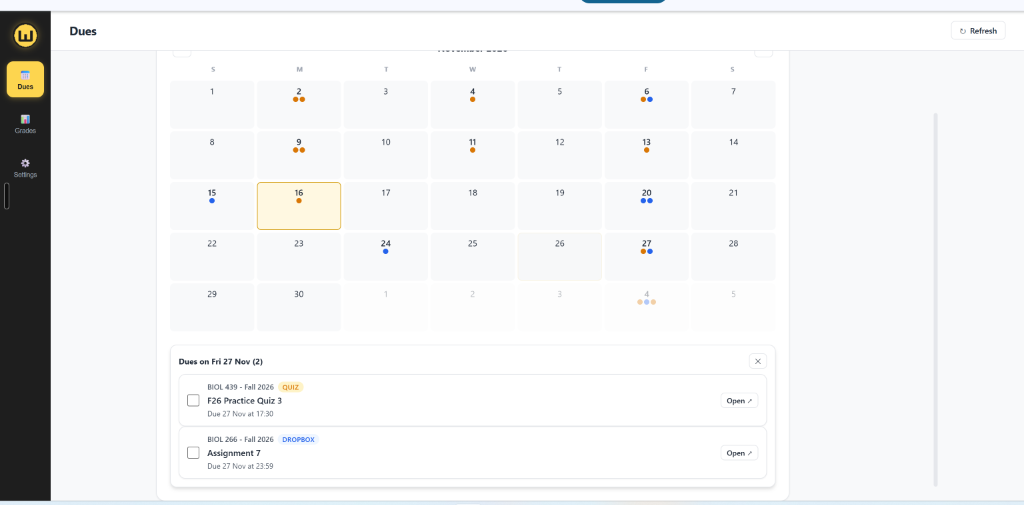 Dues
Refresh
Dues
Grades
Settings
November 2026
S M T W T F S
1 2 3 4 5 6 7
8 9 10 11 12 13 14
15 16 17 18 19 20 21
22 23 24 25 26 27 28
29 30 1 2 3 4 5
Dues on Fri 27 Nov (2)
BIOL 439 - Fall 2026 QUIZ
F26 Practice Quiz 3
Open ↗
Due 27 Nov at 17:30
BIOL 266 - Fall 2026 DROPBOX
Assignment 7
Open ↗
Due 27 Nov at 23:59